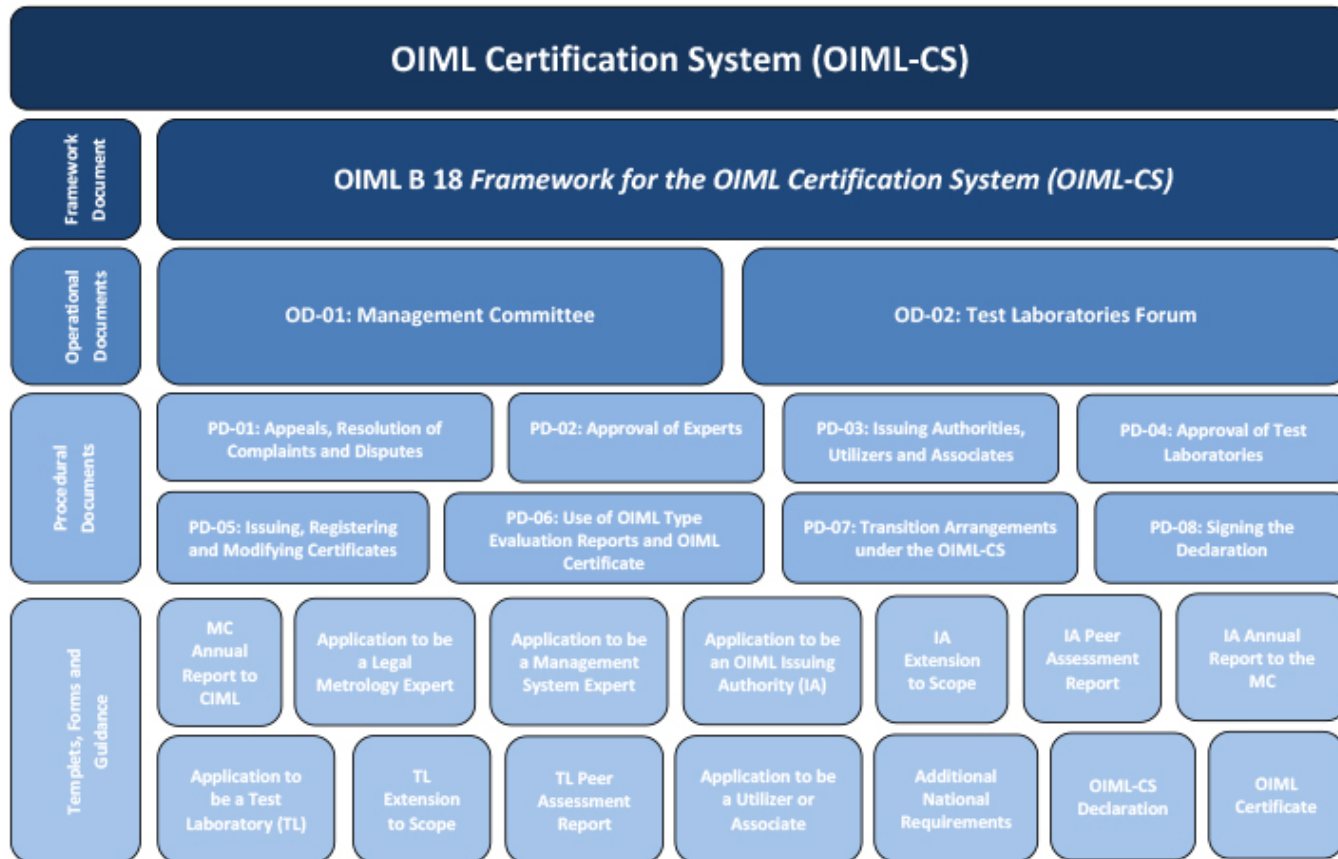 OIML Certification System (OIML-CS)
Framework
Document
OIML B 18 Framework for the OIML Certification System (OIML-CS)
Operational
Documents
OD-01: Management Committee
OD-02: Test Laboratories Forum
Procedural
Documents
PD-01: Appeals, Resolution of
Complaints and Disputes
PD-02: Approval of Experts
PD-03: Issuing Authorities,
Utilizers and Associates
PD-04: Approval of Test
Laboratories
PD-05: Issuing, Registering
and Modifying Certificates
PD-06: Use of OIML Type
Evaluation Reports and OIML
Certificate
PD-07: Transition Arrangements
under the OIML-CS
PD-08: Signing the
Declaration
Templets, Forms and
Guidance
MC
Annual
Report to
CIML
Application to be
a Legal
Metrology Expert
Application to be
a Management
System Expert
Application to be
an OIML Issuing
Authority (IA)
IA
Extension
to Scope
IA Peer
Assessment
Report
IA Annual
Report to the
MC
Application to
be a Test
Laboratory (TL)
TL
Extension
to Scope
TL Peer
Assessment
Report
Application to be
a Utilizer or
Associate
Additional
National
Requirements
OIML-CS
Declaration
OIML
Certificate